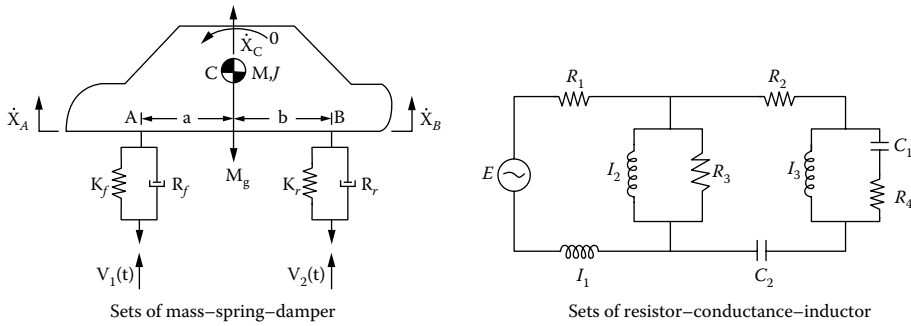 Ẋ_C
0
C
M,J
Ẋ_A
A
a
b
B
Ẋ_B
K_f
R_f
M_g
K_r
R_r
V_1(t)
V_2(t)
Sets of mass–spring–damper
R_1
R_2
E
I_2
R_3
I_3
C_1
R_4
I_1
C_2
Sets of resistor–conductance–inductor